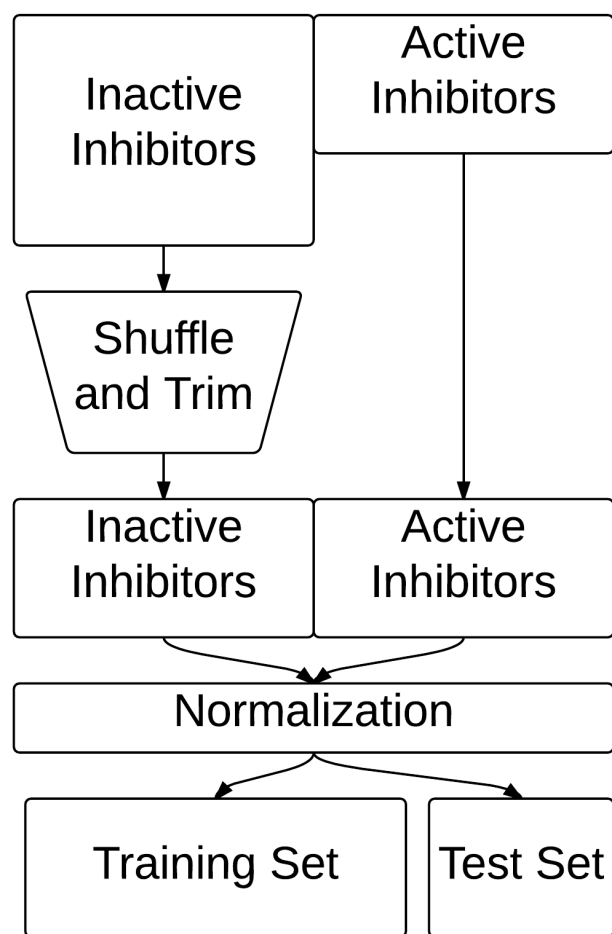 Inactive
Inhibitors
Active
Inhibitors
Shuffle
and Trim
Inactive
Inhibitors
Active
Inhibitors
Normalization
Training Set
Test Set